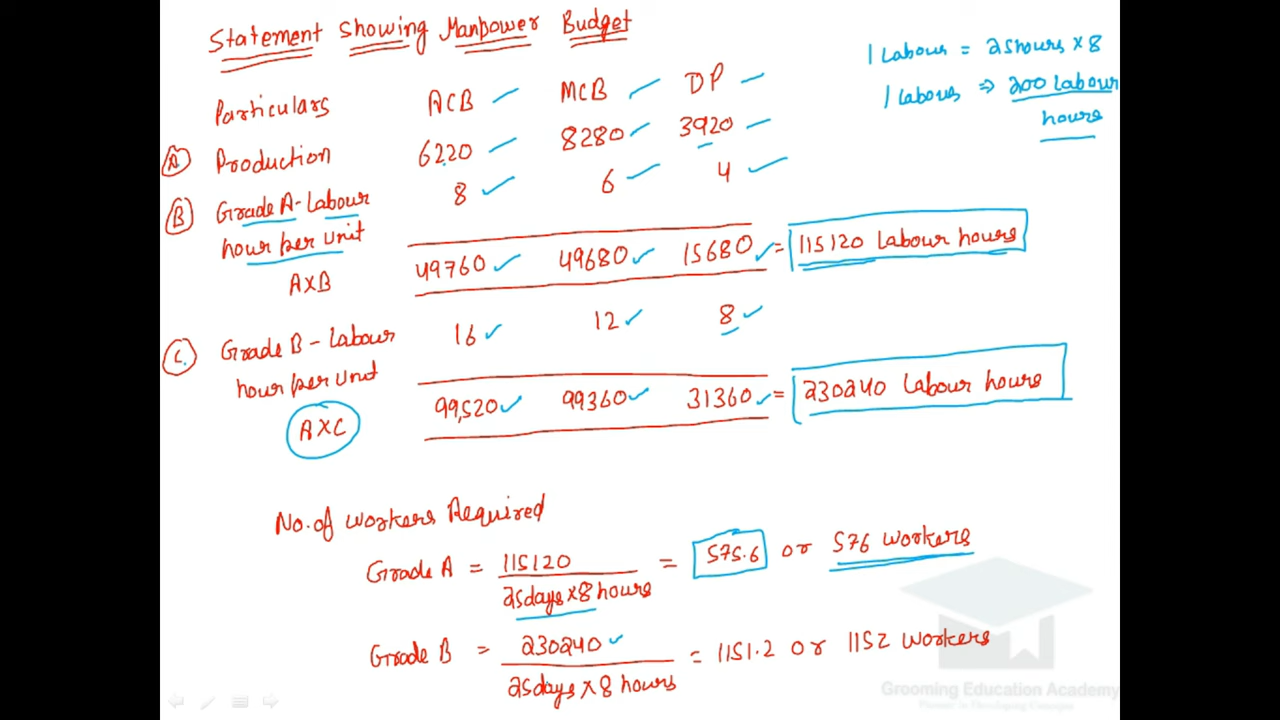 Statement Showing Manpower Budget
1 Labour = 25hours × 8
1 Labour ⇒ 200 Labour
hours
Particulars ACB MCB DP
A Production 6220 8280 3920
B Grade A - Labour 8 6 4
hour per unit
A×B 49760 49680 15680 = 115120 Labour hours
C. Grade B - Labour 16 12 8
hour per unit
A×C 99,520 99360 31360 = 230240 Labour hours
No. of workers Required
Grade A = 115120 = 575.6 or 576 workers
25days × 8 hours
Grade B = 230240 = 1151.2 or 1152 workers
25days × 8 hours
Grooming Education Academy
Pioneer in Developing Concepts